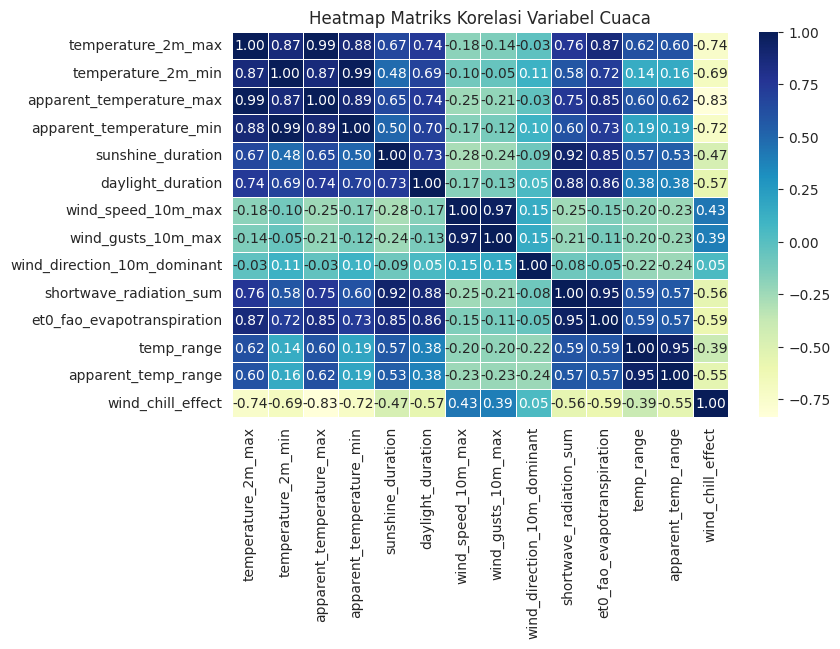 Heatmap Matriks Korelasi Variabel Cuaca
temperature_2m_max 1.00 0.87 0.99 0.88 0.67 0.74 -0.18 -0.14 -0.03 0.76 0.87 0.62 0.60 -0.74
temperature_2m_min 0.87 1.00 0.87 0.99 0.48 0.69 -0.10 -0.05 0.11 0.58 0.72 0.14 0.16 -0.69
apparent_temperature_max 0.99 0.87 1.00 0.89 0.65 0.74 -0.25 -0.21 -0.03 0.75 0.85 0.60 0.62 -0.83
apparent_temperature_min 0.88 0.99 0.89 1.00 0.50 0.70 -0.17 -0.12 0.10 0.60 0.73 0.19 0.19 -0.72
sunshine_duration 0.67 0.48 0.65 0.50 1.00 0.73 -0.28 -0.24 -0.09 0.92 0.85 0.57 0.53 -0.47
daylight_duration 0.74 0.69 0.74 0.70 0.73 1.00 -0.17 -0.13 0.05 0.88 0.86 0.38 0.38 -0.57
wind_speed_10m_max -0.18 -0.10 -0.25 -0.17 -0.28 -0.17 1.00 0.97 0.15 -0.25 -0.15 -0.20 -0.23 0.43
wind_gusts_10m_max -0.14 -0.05 -0.21 -0.12 -0.24 -0.13 0.97 1.00 0.15 -0.21 -0.11 -0.20 -0.23 0.39
wind_direction_10m_dominant -0.03 0.11 -0.03 0.10 -0.09 0.05 0.15 0.15 1.00 -0.08 -0.05 -0.22 -0.24 0.05
shortwave_radiation_sum 0.76 0.58 0.75 0.60 0.92 0.88 -0.25 -0.21 -0.08 1.00 0.95 0.59 0.57 -0.56
et0_fao_evapotranspiration 0.87 0.72 0.85 0.73 0.85 0.86 -0.15 -0.11 -0.05 0.95 1.00 0.59 0.57 -0.59
temp_range 0.62 0.14 0.60 0.19 0.57 0.38 -0.20 -0.20 -0.22 0.59 0.59 1.00 0.95 -0.39
apparent_temp_range 0.60 0.16 0.62 0.19 0.53 0.38 -0.23 -0.23 -0.24 0.57 0.57 0.95 1.00 -0.55
wind_chill_effect -0.74 -0.69 -0.83 -0.72 -0.47 -0.57 0.43 0.39 0.05 -0.56 -0.59 -0.39 -0.55 1.00
temperature_2m_max
temperature_2m_min
apparent_temperature_max
apparent_temperature_min
sunshine_duration
daylight_duration
wind_speed_10m_max
wind_gusts_10m_max
wind_direction_10m_dominant
shortwave_radiation_sum
et0_fao_evapotranspiration
temp_range
apparent_temp_range
wind_chill_effect
1.00
0.75
0.50
0.25
0.00
−0.25
−0.50
−0.75